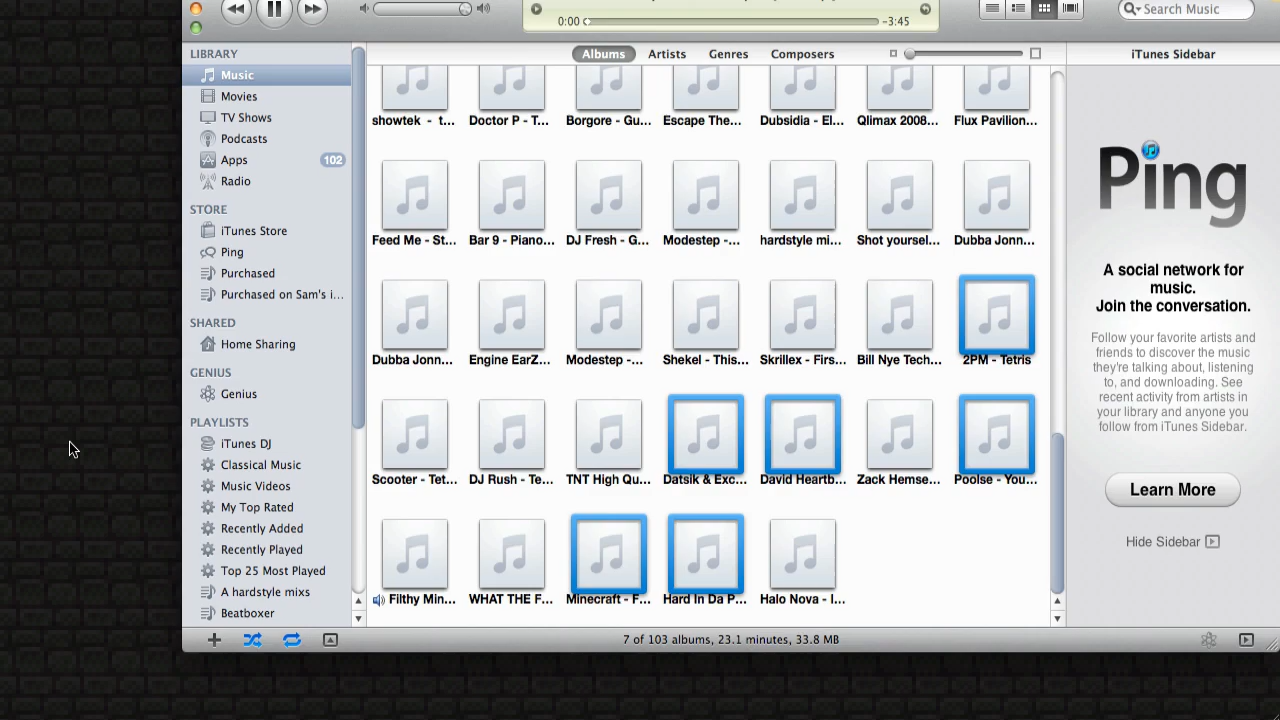 0:00
-3:45
Search Music
LIBRARY
Music
Movies
TV Shows
Podcasts
Apps
102
Radio
STORE
iTunes Store
Ping
Purchased
Purchased on Sam's i...
SHARED
Home Sharing
GENIUS
Genius
PLAYLISTS
iTunes DJ
Classical Music
Music Videos
My Top Rated
Recently Added
Recently Played
Top 25 Most Played
A hardstyle mixs
Beatboxer
Albums
Artists
Genres
Composers
showtek - t...
Doctor P - T...
Borgore - Gu...
Escape The...
Dubsidia - El...
Qlimax 2008...
Flux Pavilion...
Feed Me - St...
Bar 9 - Piano...
DJ Fresh - G...
Modestep -...
hardstyle mi...
Shot yoursel...
Dubba Jonn...
Dubba Jonn...
Engine EarZ...
Modestep -...
Shekel - This...
Skrillex - Firs...
Bill Nye Tech...
2PM - Tetris
Scooter - Tet...
DJ Rush - Te...
TNT High Qu...
Datsik & Exc...
David Heartb...
Zack Hemse...
Poolse - You...
Filthy Min...
WHAT THE F...
Minecraft - F...
Hard In Da P...
Halo Nova - I...
7 of 103 albums, 23.1 minutes, 33.8 MB
iTunes Sidebar
Ping
A social network for
music.
Join the conversation.
Follow your favorite artists and
friends to discover the music
they're talking about, listening
to, and downloading. See
recent activity from artists in
your library and anyone you
follow from iTunes Sidebar.
Learn More
Hide Sidebar